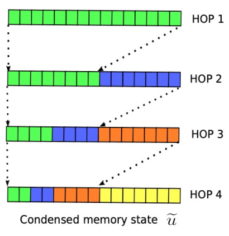 HOP 1
HOP 2
HOP 3
HOP 4
Condensed memory state ũ